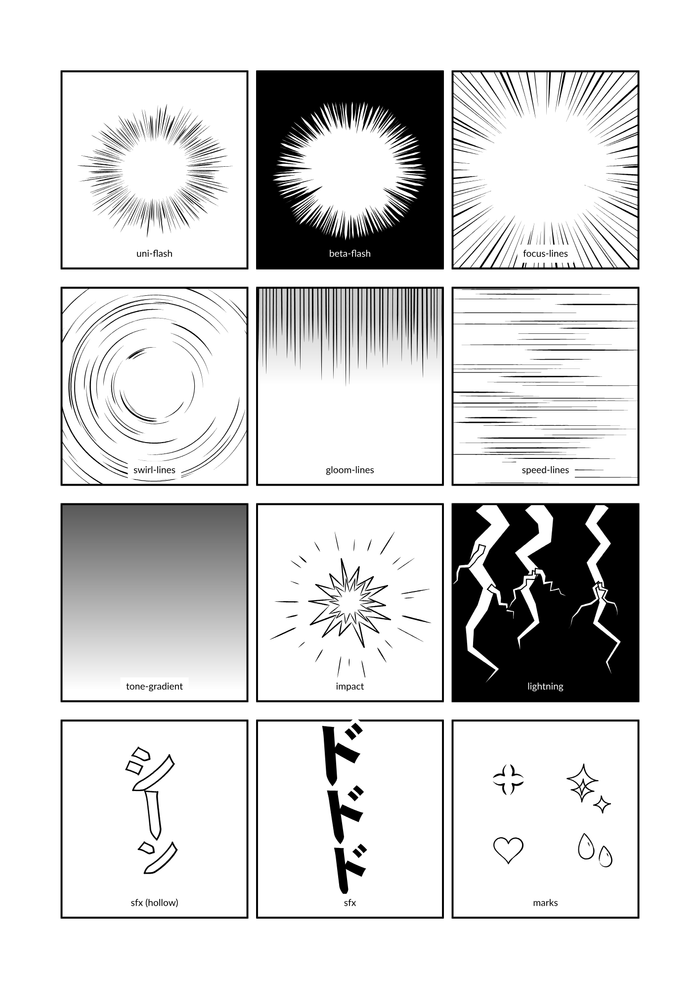 uni-flash
beta-flash
focus-lines
swirl-lines
gloom-lines
speed-lines
tone-gradient
impact
lightning
シーン
ドドド
sfx (hollow)
sfx
marks